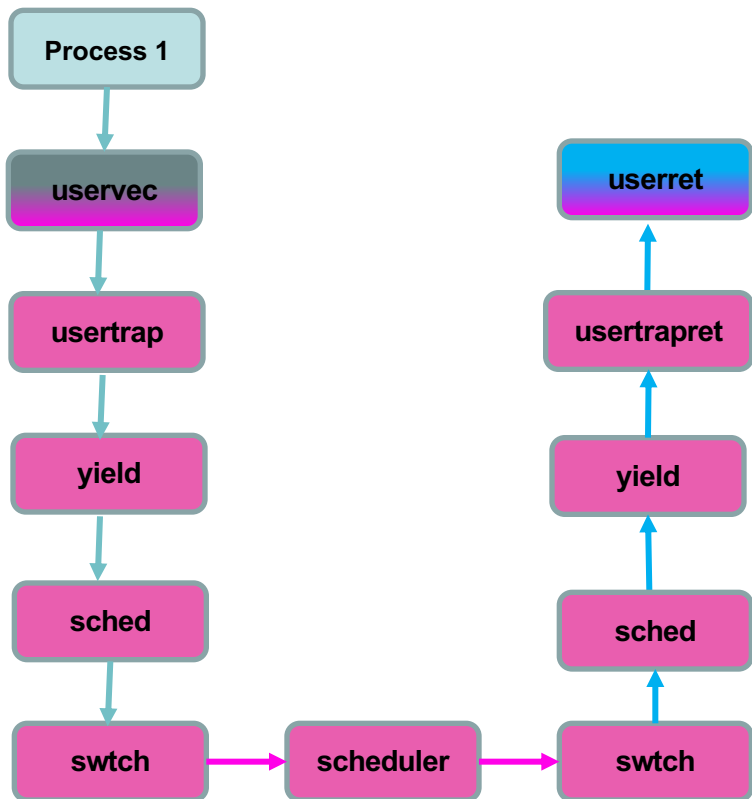 Process 1
uservec
usertrap
yield
sched
swtch
scheduler
swtch
sched
yield
usertrapret
userret